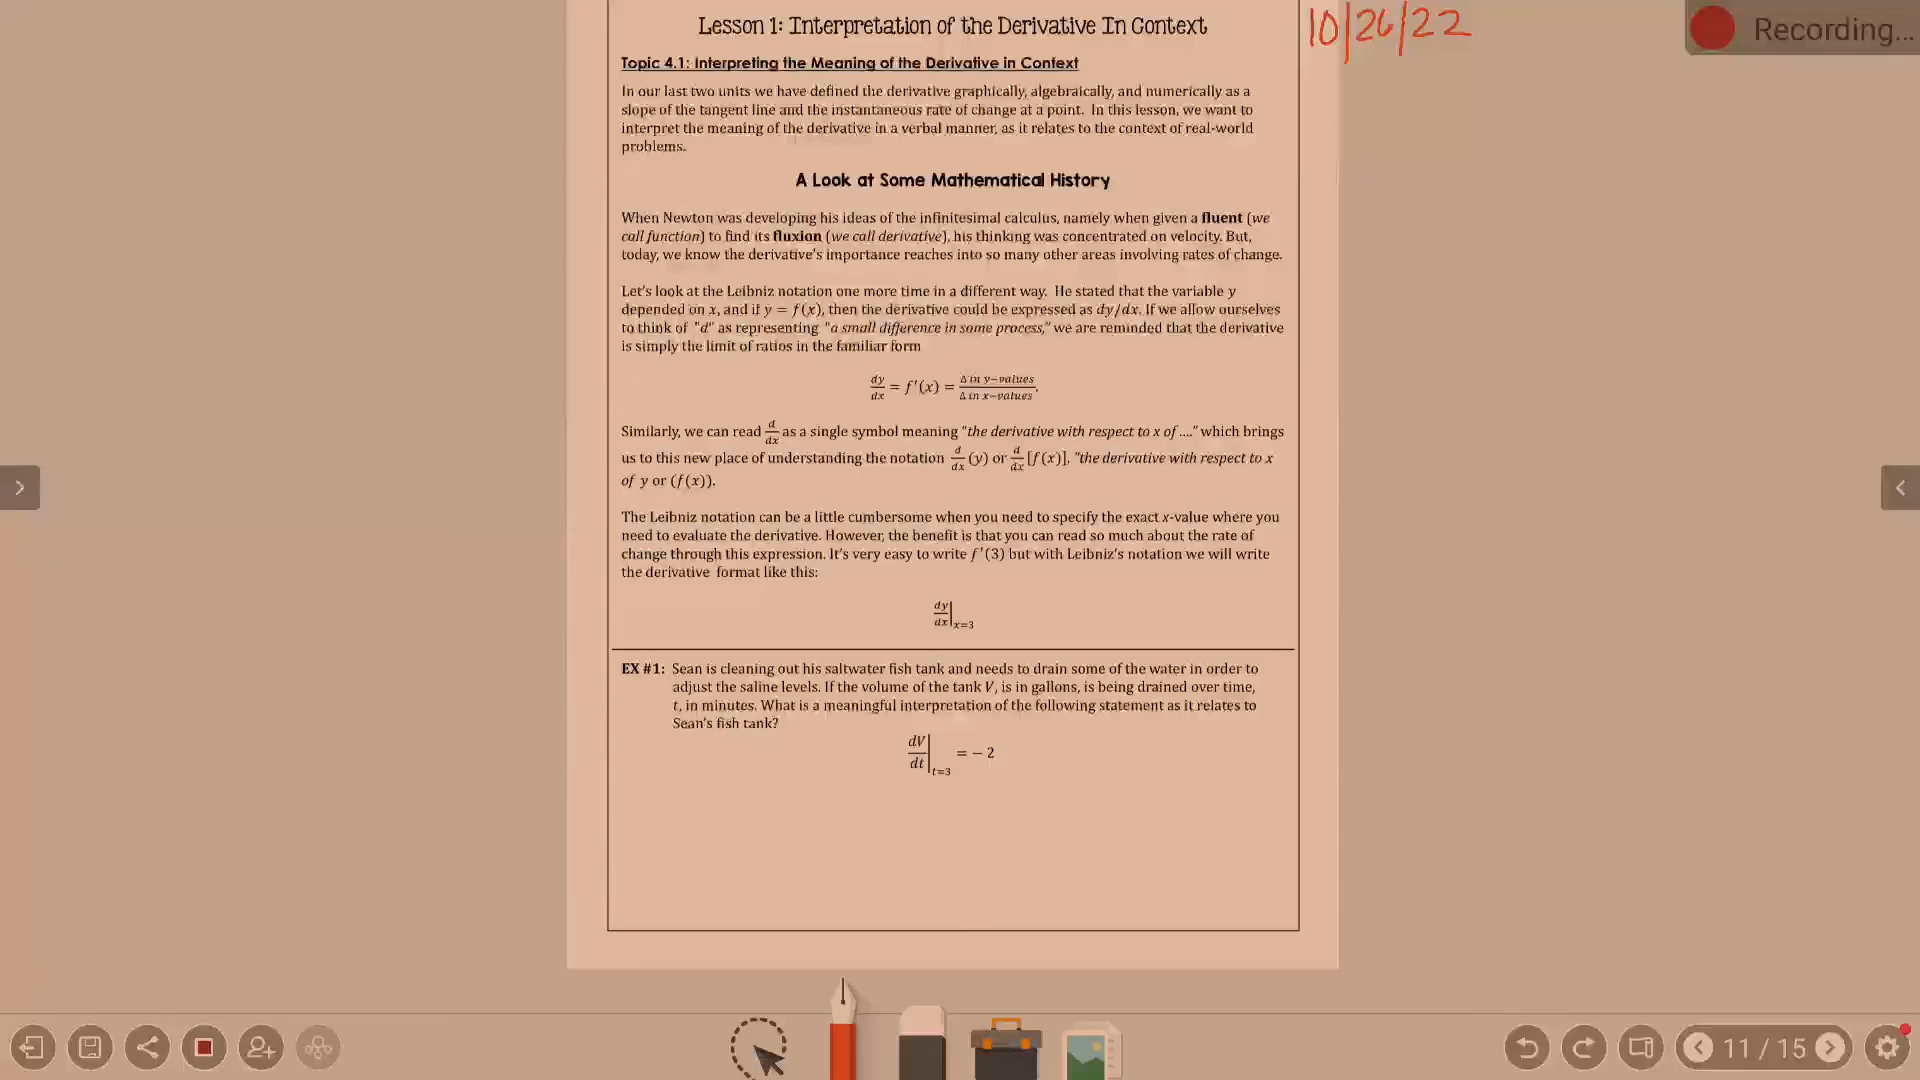 Lesson 1: Interpretation of the Derivative In Context
10/26/22
Recording...
Topic 4.1: Interpreting the Meaning of the Derivative in Context
In our last two units we have defined the derivative graphically, algebraically, and numerically as a
slope of the tangent line and the instantaneous rate of change at a point. In this lesson, we want to
interpret the meaning of the derivative in a verbal manner, as it relates to the context of real-world
problems.
A Look at Some Mathematical History
When Newton was developing his ideas of the infinitesimal calculus, namely when given a fluent (we
call function) to find its fluxion (we call derivative), his thinking was concentrated on velocity. But,
today, we know the derivative's importance reaches into so many other areas involving rates of change.
Let's look at the Leibniz notation one more time in a different way. He stated that the variable y
depended on x, and if y = f(x), then the derivative could be expressed as dy/dx. If we allow ourselves
to think of "d" as representing "a small difference in some process," we are reminded that the derivative
is simply the limit of ratios in the familiar form
dy/dx = f'(x) = Δ in y−values/Δ in x−values.
Similarly, we can read d/dx as a single symbol meaning "the derivative with respect to x of ...." which brings
us to this new place of understanding the notation d/dx (y) or d/dx [f(x)], "the derivative with respect to x
of y or (f(x)).
The Leibniz notation can be a little cumbersome when you need to specify the exact x-value where you
need to evaluate the derivative. However, the benefit is that you can read so much about the rate of
change through this expression. It's very easy to write f'(3) but with Leibniz's notation we will write
the derivative format like this:
dy/dx|x=3
EX #1: Sean is cleaning out his saltwater fish tank and needs to drain some of the water in order to
adjust the saline levels. If the volume of the tank V, is in gallons, is being drained over time,
t, in minutes. What is a meaningful interpretation of the following statement as it relates to
Sean's fish tank?
dV/dt|t=3 = − 2
11 / 15